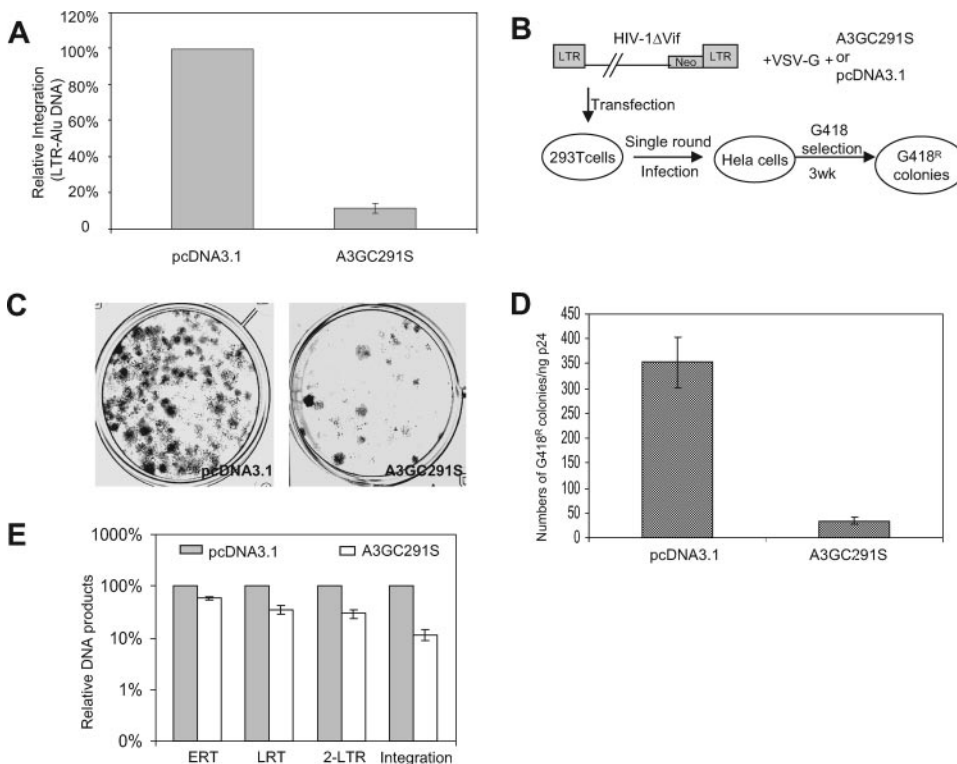 A
120%
100%
80%
60%
40%
20%
0
Relative Integration
(LTR-Alu DNA)
pcDNA3.1
A3GC291S
B
HIV-1ΔVif
LTR
Neo
LTR
+VSV-G +
A3GC291S
or
pcDNA3.1
Transfection
293Tcells
Single round
Infection
Hela cells
G418
selection
3wk
G418R
colonies
C
pcDNA3.1
A3GC291S
D
450
400
350
300
250
200
150
100
50
0
Numbers of G418R colonies/ng p24
pcDNA3.1
A3GC291S
E
1000%
100%
10%
1%
0%
Relative DNA products
pcDNA3.1
A3GC291S
ERT
LRT
2-LTR
Integration